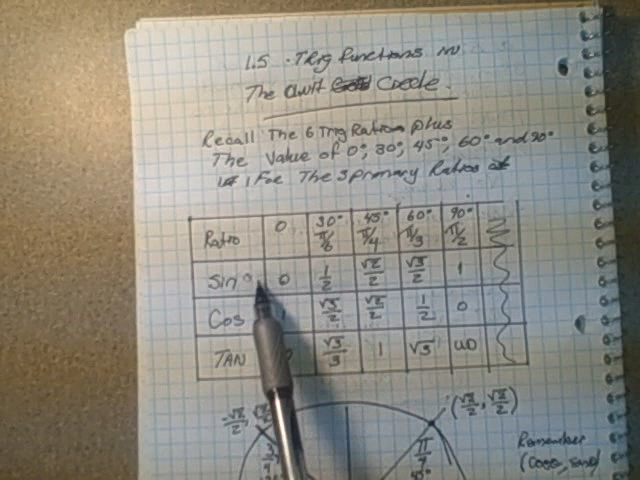 1.5 - Trig functions in
The Unit Circle.
Recall The 6 Trig Ratios plus
The Value of 0°, 30°, 45°, 60° and 90°
For The 3 primary Ratios
Ratio 0 30° π/6 45° π/4 60° π/3 90° π/2
Sin 0 1/2 √2/2 √3/2 1
Cos √3/2 √2/2 1/2 0
TAN √3/3 1 √3 UD
(√2/2, √2/2)
π/4
Remember